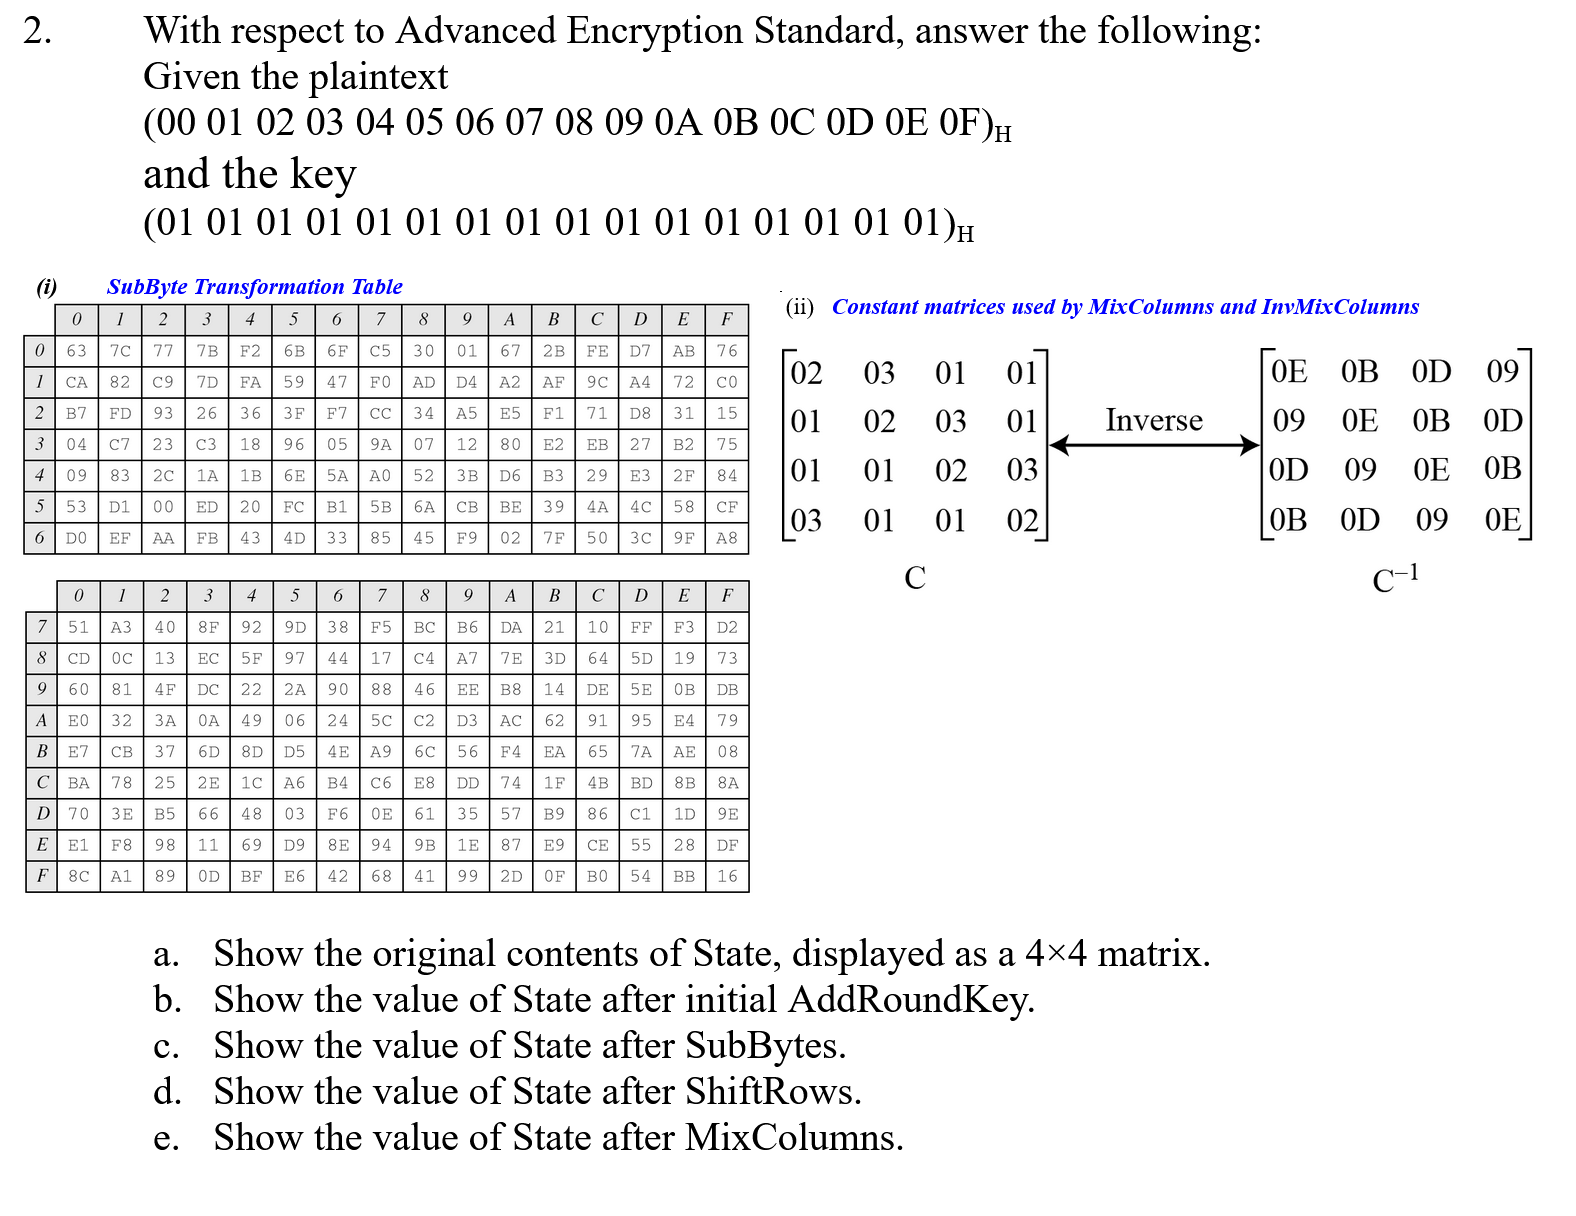 2. With respect to Advanced Encryption Standard, answer the following:
Given the plaintext
(00 01 02 03 04 05 06 07 08 09 0A 0B 0C 0D 0E 0F)H
and the key
(01 01 01 01 01 01 01 01 01 01 01 01 01 01 01 01)H
(i) SubByte Transformation Table
0 1 2 3 4 5 6 7 8 9 A B C D E F
0 63 7C 77 7B F2 6B 6F C5 30 01 67 2B FE D7 AB 76
1 CA 82 C9 7D FA 59 47 F0 AD D4 A2 AF 9C A4 72 C0
2 B7 FD 93 26 36 3F F7 CC 34 A5 E5 F1 71 D8 31 15
3 04 C7 23 C3 18 96 05 9A 07 12 80 E2 EB 27 B2 75
4 09 83 2C 1A 1B 6E 5A A0 52 3B D6 B3 29 E3 2F 84
5 53 D1 00 ED 20 FC B1 5B 6A CB BE 39 4A 4C 58 CF
6 D0 EF AA FB 43 4D 33 85 45 F9 02 7F 50 3C 9F A8
0 1 2 3 4 5 6 7 8 9 A B C D E F
7 51 A3 40 8F 92 9D 38 F5 BC B6 DA 21 10 FF F3 D2
8 CD 0C 13 EC 5F 97 44 17 C4 A7 7E 3D 64 5D 19 73
9 60 81 4F DC 22 2A 90 88 46 EE B8 14 DE 5E 0B DB
A E0 32 3A 0A 49 06 24 5C C2 D3 AC 62 91 95 E4 79
B E7 CB 37 6D 8D D5 4E A9 6C 56 F4 EA 65 7A AE 08
C BA 78 25 2E 1C A6 B4 C6 E8 DD 74 1F 4B BD 8B 8A
D 70 3E B5 66 48 03 F6 0E 61 35 57 B9 86 C1 1D 9E
E E1 F8 98 11 69 D9 8E 94 9B 1E 87 E9 CE 55 28 DF
F 8C A1 89 0D BF E6 42 68 41 99 2D 0F B0 54 BB 16
(ii) Constant matrices used by MixColumns and InvMixColumns
02 03 01 01
01 02 03 01
01 01 02 03
03 01 01 02
C
Inverse
0E 0B 0D 09
09 0E 0B 0D
0D 09 0E 0B
0B 0D 09 0E
C–1
a. Show the original contents of State, displayed as a 4×4 matrix.
b. Show the value of State after initial AddRoundKey.
c. Show the value of State after SubBytes.
d. Show the value of State after ShiftRows.
e. Show the value of State after MixColumns.